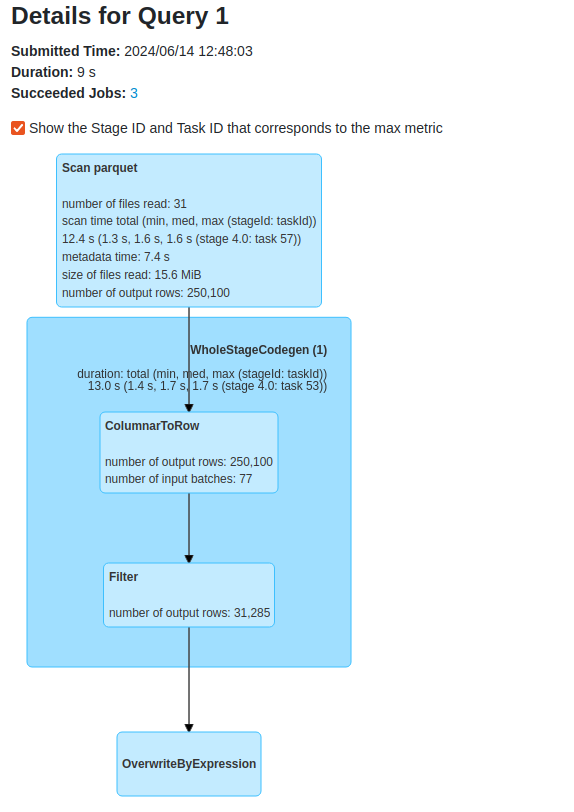 Details for Query 1
Submitted Time: 2024/06/14 12:48:03
Duration: 9 s
Succeeded Jobs: 3
Show the Stage ID and Task ID that corresponds to the max metric
Scan parquet
number of files read: 31
scan time total (min, med, max (stageId: taskId))
12.4 s (1.3 s, 1.6 s, 1.6 s (stage 4.0: task 57))
metadata time: 7.4 s
size of files read: 15.6 MiB
number of output rows: 250,100
WholeStageCodegen (1)
duration: total (min, med, max (stageId: taskId))
13.0 s (1.4 s, 1.7 s, 1.7 s (stage 4.0: task 53))
ColumnarToRow
number of output rows: 250,100
number of input batches: 77
Filter
number of output rows: 31,285
OverwriteByExpression